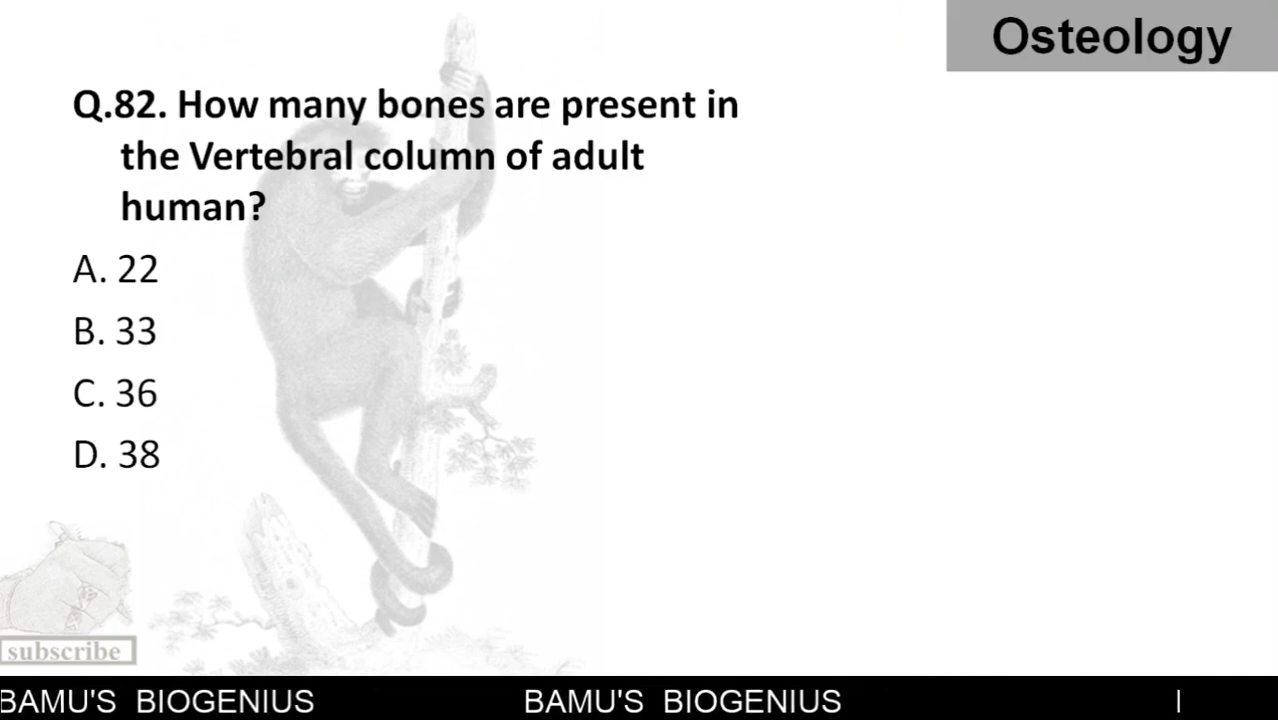 Osteology
Q.82. How many bones are present in
the Vertebral column of adult
human?
A. 22
B. 33
C. 36
D. 38
subscribe
BAMU'S BIOGENIUS BAMU'S BIOGENIUS